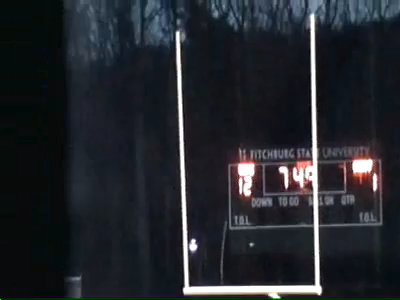 FITCHBURG STATE UNIVERSITY
12 7:49 1
DOWN TO GO BALL ON QTR
T.O.L. T.O.L.